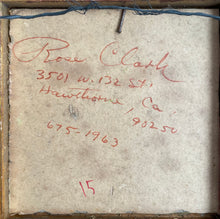 Rose Clark
3501 W. 132 St.
Hawthorne, Ca.
90250
675-1963
15